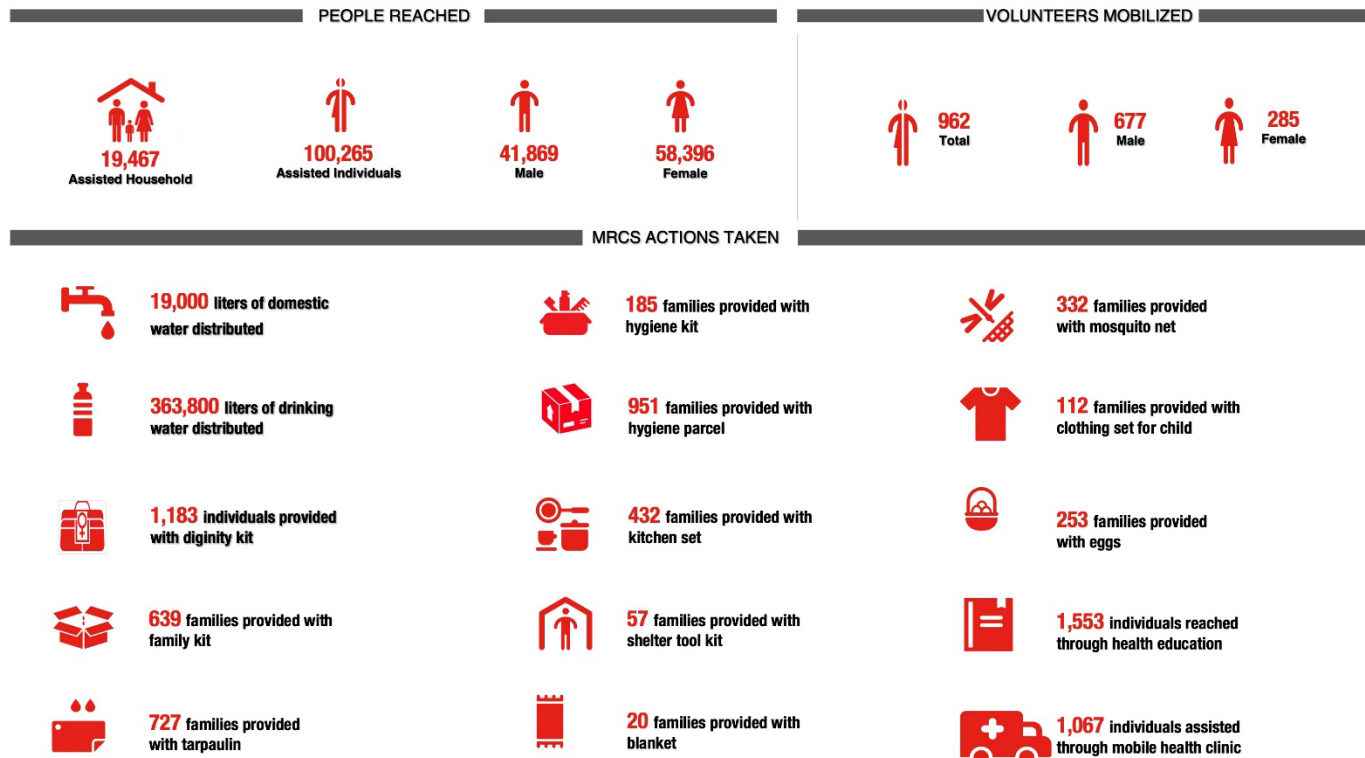 PEOPLE REACHED
VOLUNTEERS MOBILIZED
19,467
Assisted Household
100,265
Assisted Individuals
41,869
Male
58,396
Female
962
Total
677
Male
285
Female
MRCS ACTIONS TAKEN
19,000 liters of domestic
water distributed
363,800 liters of drinking
water distributed
1,183 individuals provided
with diginity kit
639 families provided with
family kit
727 families provided
with tarpaulin
185 families provided with
hygiene kit
951 families provided with
hygiene parcel
432 families provided with
kitchen set
57 families provided with
shelter tool kit
20 families provided with
blanket
332 families provided
with mosquito net
112 families provided with
clothing set for child
253 families provided
with eggs
1,553 individuals reached
through health education
1,067 individuals assisted
through mobile health clinic